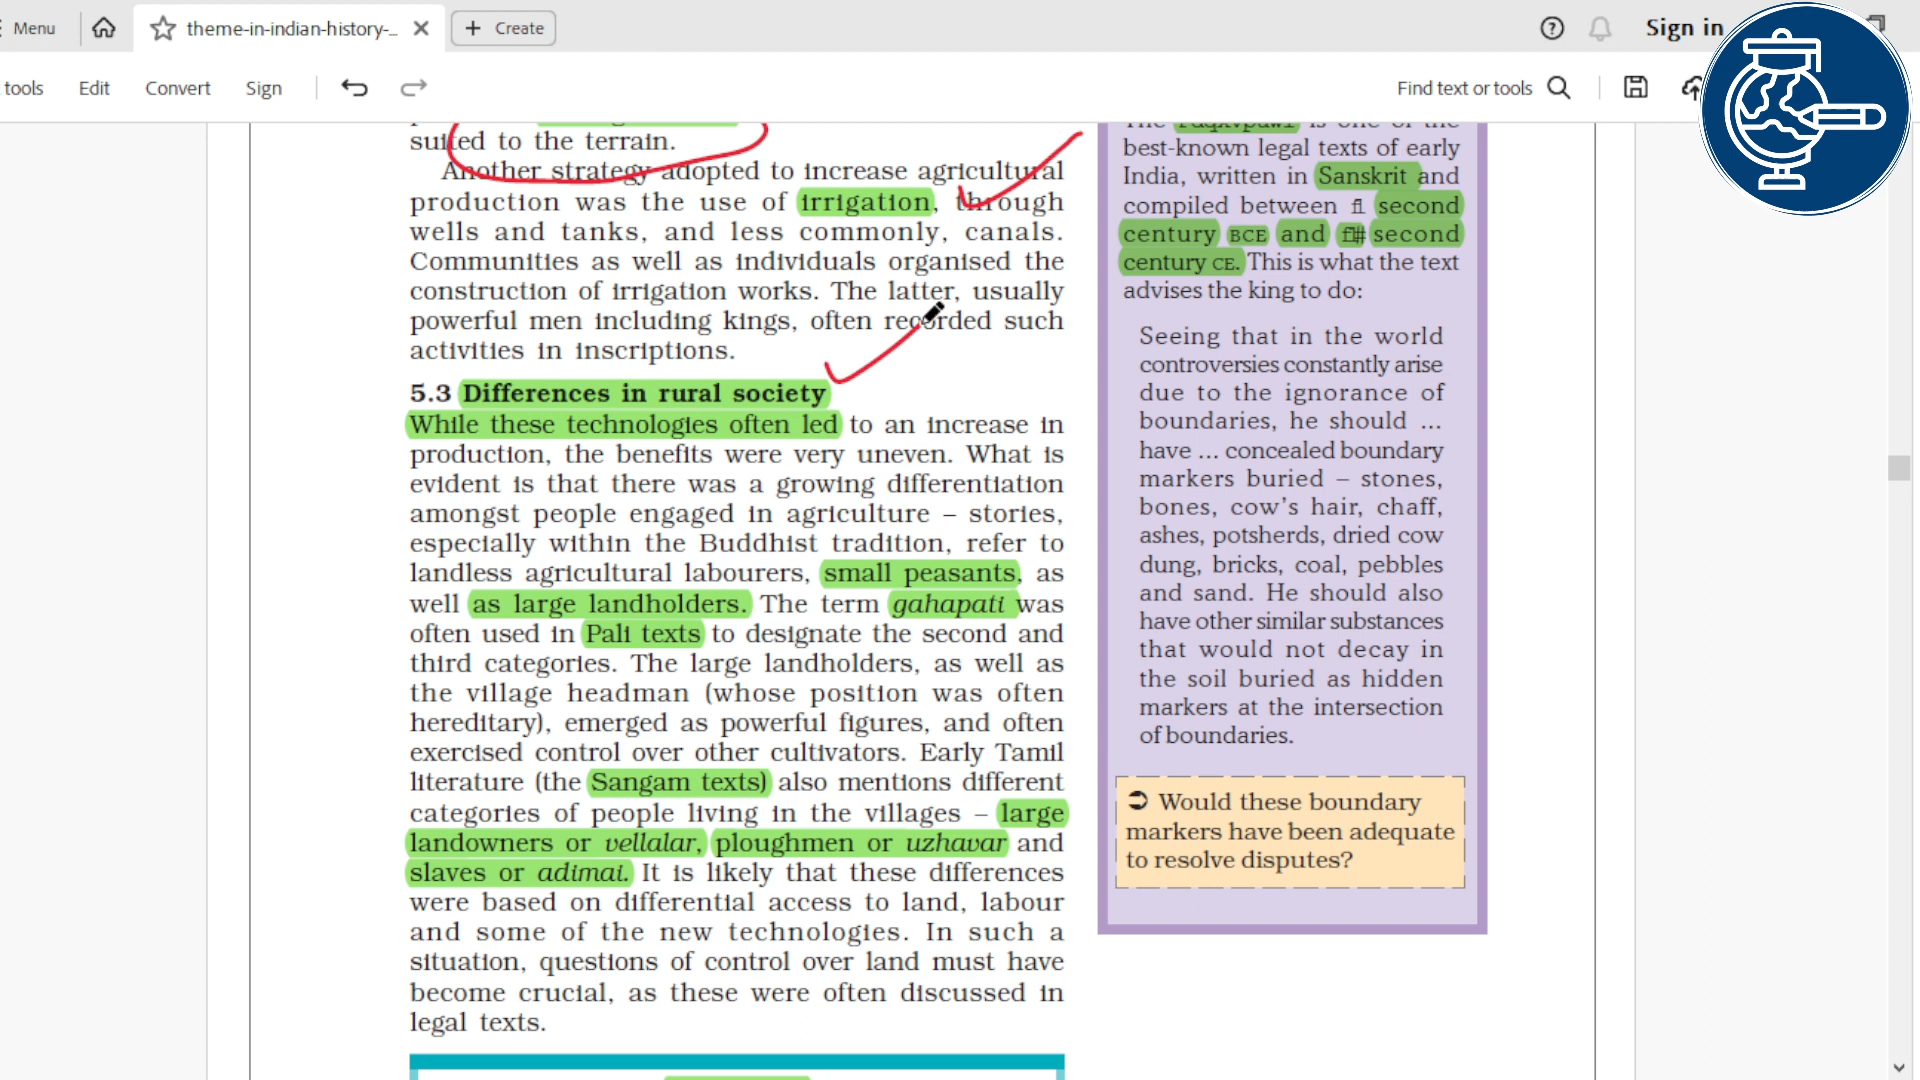 Menu
theme-in-indian-history-_
Create
Sign in
tools
Edit
Convert
Sign
Find text or tools
suited to the terrain.
Another strategy adopted to increase agricultural
production was the use of irrigation, through
wells and tanks, and less commonly, canals.
Communities as well as individuals organised the
construction of irrigation works. The latter, usually
powerful men including kings, often recorded such
activities in inscriptions.
5.3 Differences in rural society
While these technologies often led to an increase in
production, the benefits were very uneven. What is
evident is that there was a growing differentiation
amongst people engaged in agriculture – stories,
especially within the Buddhist tradition, refer to
landless agricultural labourers, small peasants, as
well as large landholders. The term gahapati was
often used in Pali texts to designate the second and
third categories. The large landholders, as well as
the village headman (whose position was often
hereditary), emerged as powerful figures, and often
exercised control over other cultivators. Early Tamil
literature (the Sangam texts) also mentions different
categories of people living in the villages – large
landowners or vellalar, ploughmen or uzhavar and
slaves or adimai. It is likely that these differences
were based on differential access to land, labour
and some of the new technologies. In such a
situation, questions of control over land must have
become crucial, as these were often discussed in
legal texts.
is one of the
best-known legal texts of early
India, written in Sanskrit and
compiled between second
century BCE and second
century CE. This is what the text
advises the king to do:
Seeing that in the world
controversies constantly arise
due to the ignorance of
boundaries, he should ...
have ... concealed boundary
markers buried – stones,
bones, cow's hair, chaff,
ashes, potsherds, dried cow
dung, bricks, coal, pebbles
and sand. He should also
have other similar substances
that would not decay in
the soil buried as hidden
markers at the intersection
of boundaries.
➲ Would these boundary
markers have been adequate
to resolve disputes?